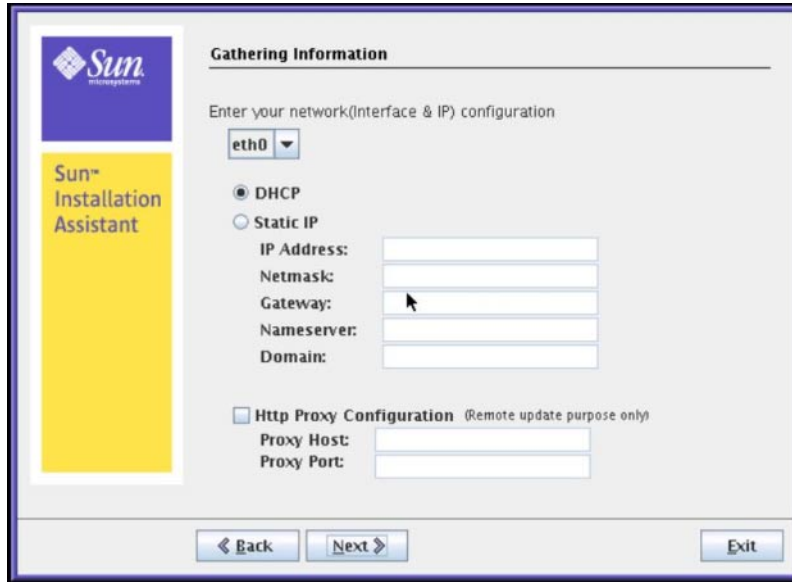 Sun
microsystems
Sun™
Installation
Assistant
Gathering Information
Enter your network(Interface & IP) configuration
eth0
DHCP
Static IP
IP Address:
Netmask:
Gateway:
Nameserver:
Domain:
Http Proxy Configuration (Remote update purpose only)
Proxy Host:
Proxy Port:
Back Next Exit